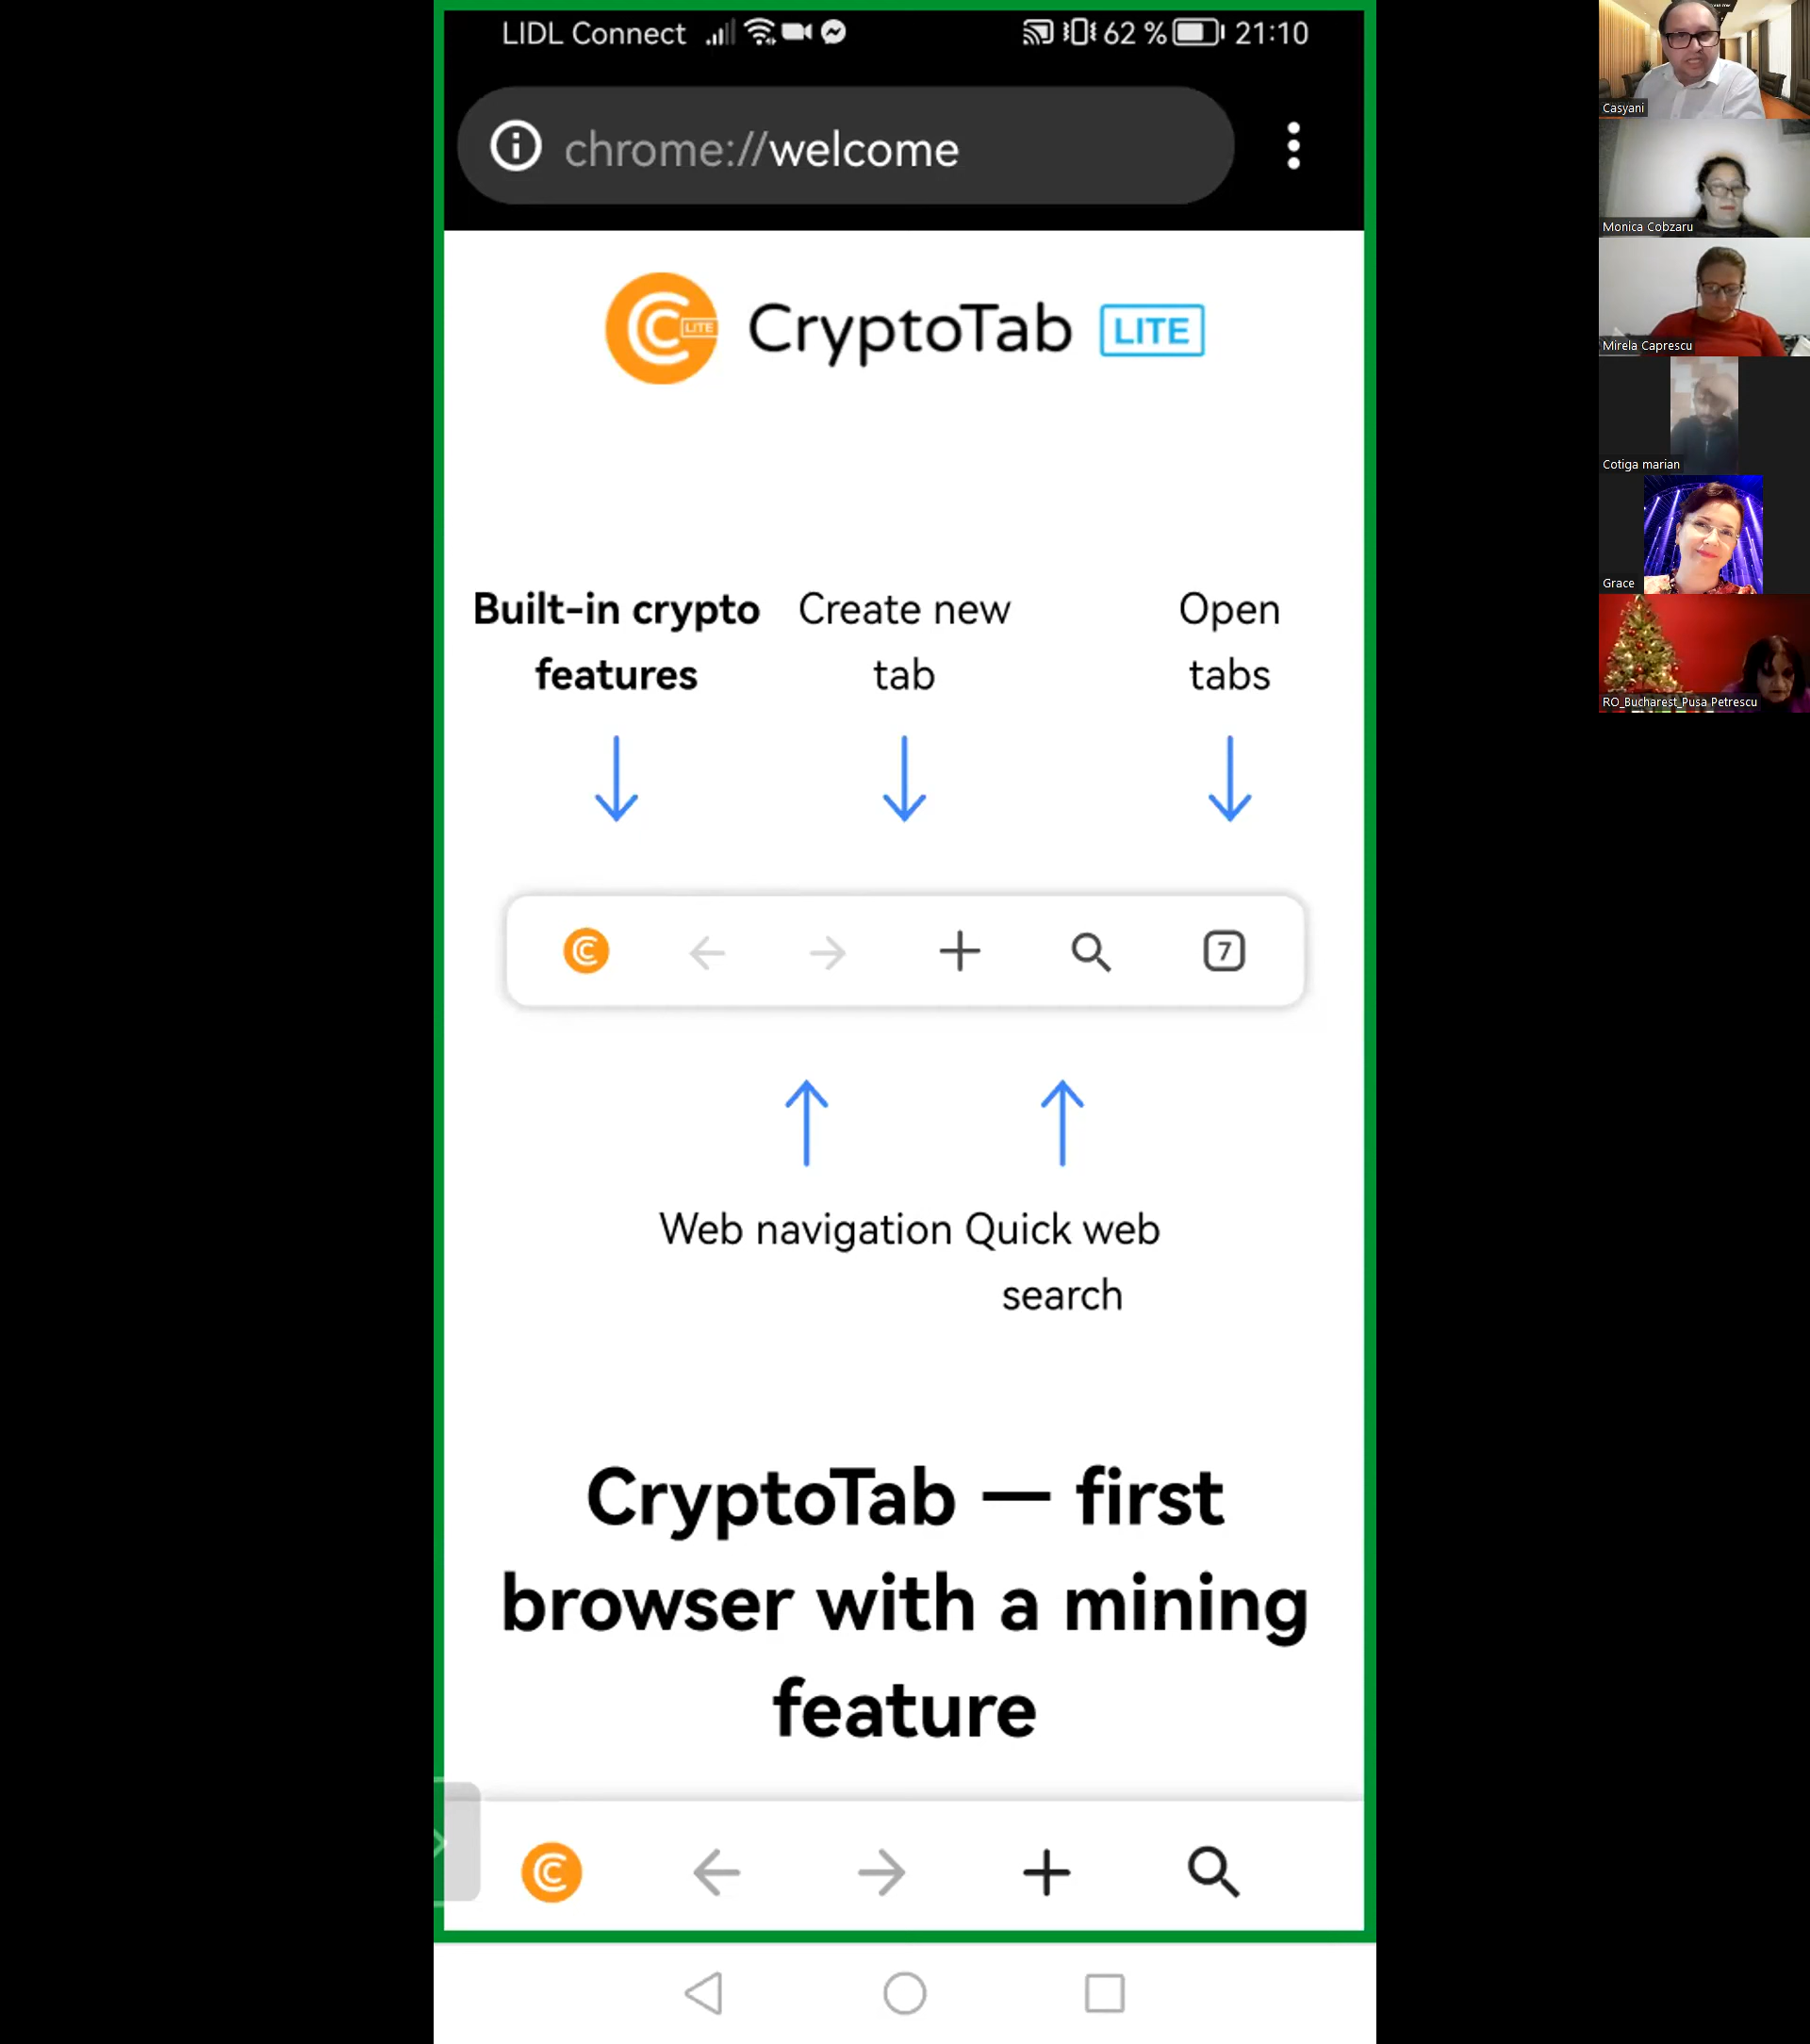 LIDL Connect 62 % 21:10
chrome://welcome
LITE
CryptoTab LITE
Built-in crypto
features
Create new
tab
Open
tabs
7
Web navigation
Quick web
search
CryptoTab — first
browser with a mining
feature
Casyani
Monica Cobzaru
Mirela Caprescu
Cotiga marian
Grace
RO_Bucharest_Pusa Petrescu